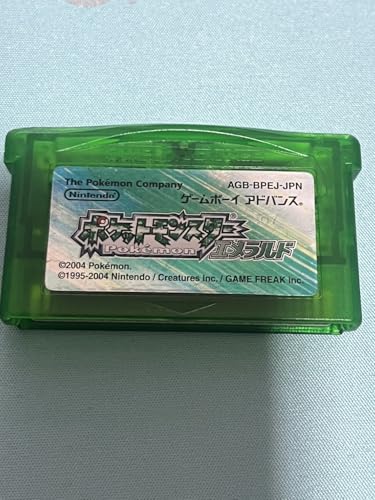 The Pokémon Company AGB-BPEJ-JPN
Nintendo ゲームボーイ アドバンス®
ポケットモンスター エメラルド
Pokémon
©2004 Pokémon.
©1995-2004 Nintendo / Creatures inc. / GAME FREAK inc.